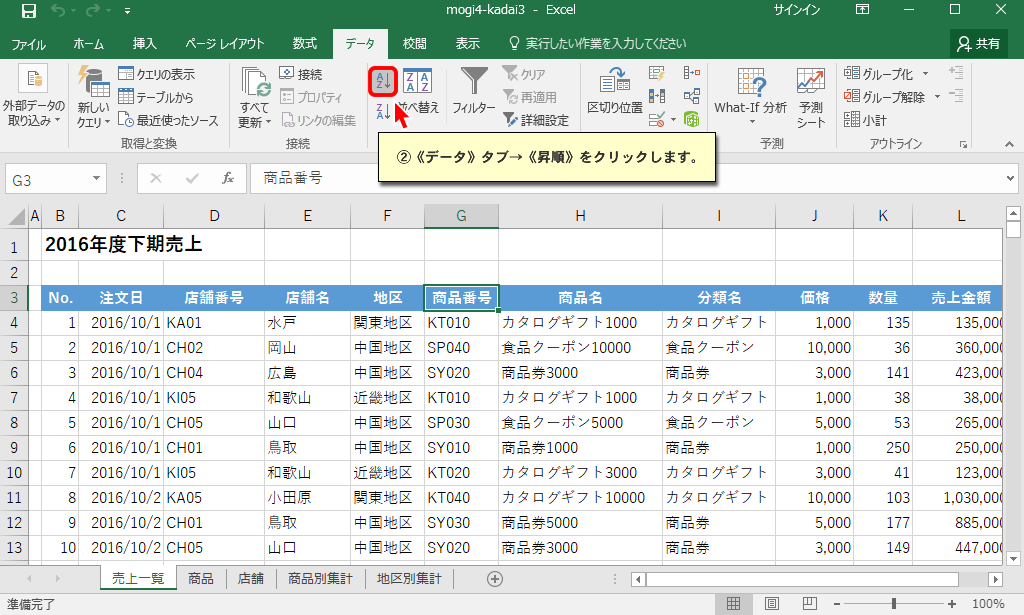 mogi4-kadai3 - Excel サインイン
ファイル ホーム 挿入 ページ レイアウト 数式 データ 校閲 表示 実行したい作業を入力してください 共有
外部データの取り込み
新しいクエリ
クエリの表示
テーブルから
最近使ったソース
取得と変換
すべて更新
接続
プロパティ
リンクの編集
接続
並べ替え
フィルター
クリア
再適用
詳細設定
区切り位置
What-If 分析
予測シート
予測
グループ化
グループ解除
小計
アウトライン
②《データ》タブ→《昇順》をクリックします。
G3 fx 商品番号
A B C D E F G H I J K L
1 2016年度下期売上
2
3 No. 注文日 店舗番号 店舗名 地区 商品番号 商品名 分類名 価格 数量 売上金額
4 1 2016/10/1 KA01 水戸 関東地区 KT010 カタログギフト1000 カタログギフト 1,000 135 135,000
5 2 2016/10/1 CH02 岡山 中国地区 SP040 食品クーポン10000 食品クーポン 10,000 36 360,000
6 3 2016/10/1 CH04 広島 中国地区 SY020 商品券3000 商品券 3,000 141 423,000
7 4 2016/10/1 KI05 和歌山 近畿地区 KT010 カタログギフト1000 カタログギフト 1,000 38 38,000
8 5 2016/10/1 CH05 山口 中国地区 SP030 食品クーポン5000 食品クーポン 5,000 53 265,000
9 6 2016/10/1 CH01 鳥取 中国地区 SY010 商品券1000 商品券 1,000 250 250,000
10 7 2016/10/1 KI05 和歌山 近畿地区 KT020 カタログギフト3000 カタログギフト 3,000 41 123,000
11 8 2016/10/2 KA05 小田原 関東地区 KT040 カタログギフト10000 カタログギフト 10,000 103 1,030,000
12 9 2016/10/2 CH01 鳥取 中国地区 SY030 商品券5000 商品券 5,000 177 885,000
13 10 2016/10/2 CH05 山口 中国地区 SY020 商品券3000 商品券 3,000 149 447,000
売上一覧 商品 店舗 商品別集計 地区別集計
準備完了 100%